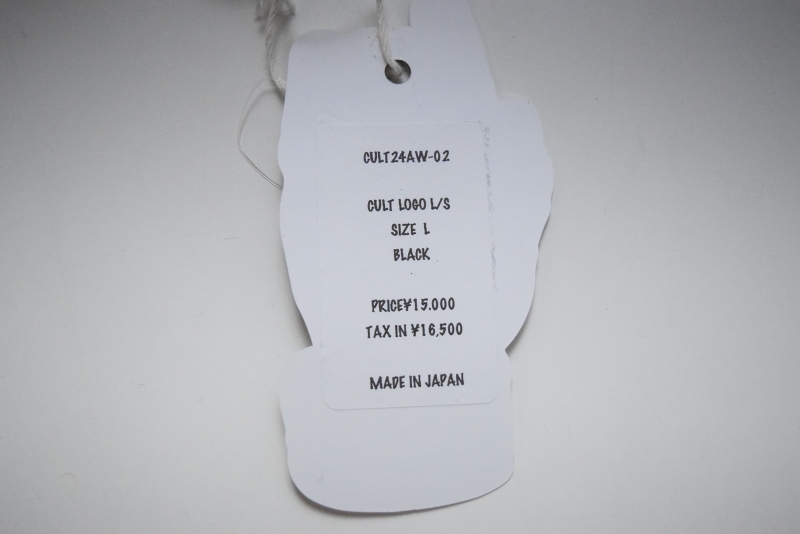 CULT24AW-02
CULT LOGO L/S
SIZE L
BLACK
PRICE¥15.000
TAX IN ¥16,500
MADE IN JAPAN